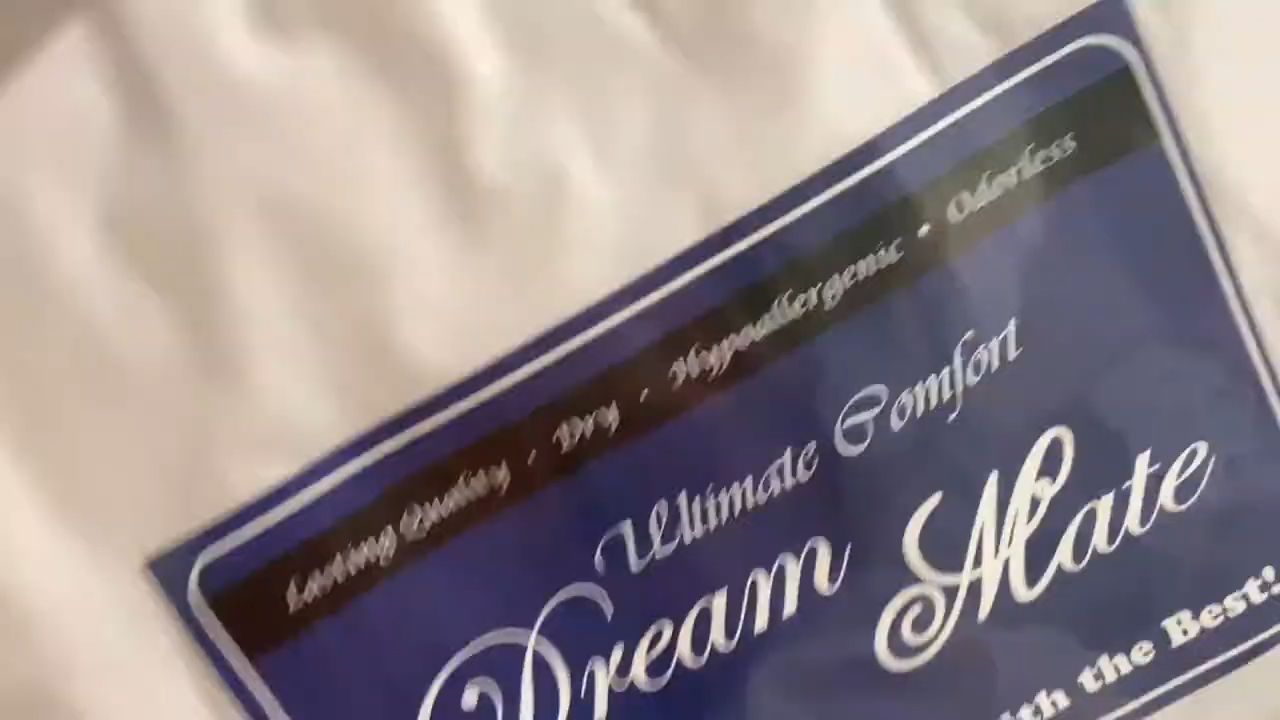 Lasting Quality · Dry · Hypoallergenic · Odorless
Ultimate Comfort
Dream Mate
the Best!